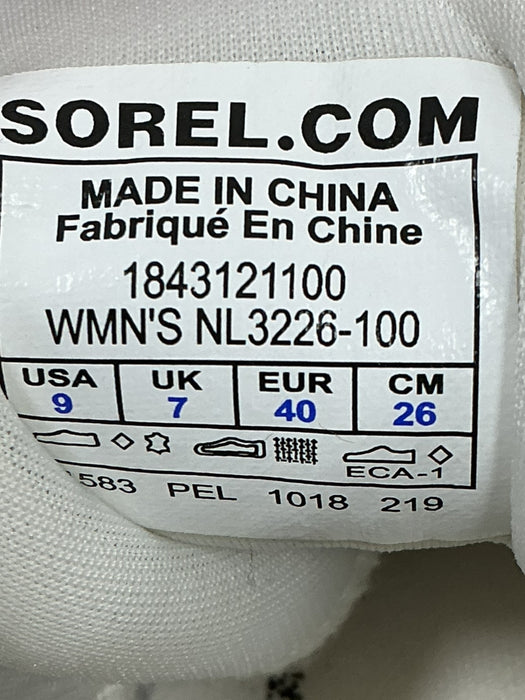 SOREL.COM
MADE IN CHINA
Fabriqué En Chine
1843121100
WMN'S NL3226-100
USA UK EUR CM
9 7 40 26
ECA-1
PEL 1018 219